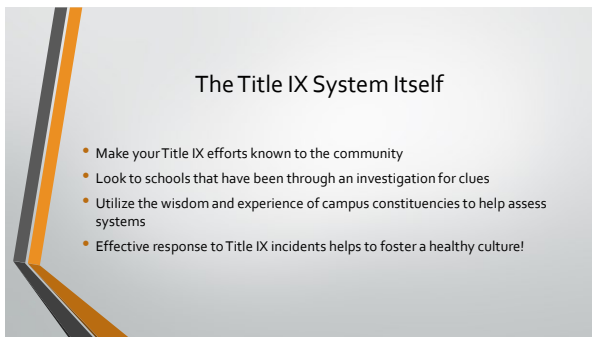 The Title IX System Itself
• Make your Title IX efforts known to the community
• Look to schools that have been through an investigation for clues
• Utilize the wisdom and experience of campus constituencies to help assess
systems
• Effective response to Title IX incidents helps to foster a healthy culture!